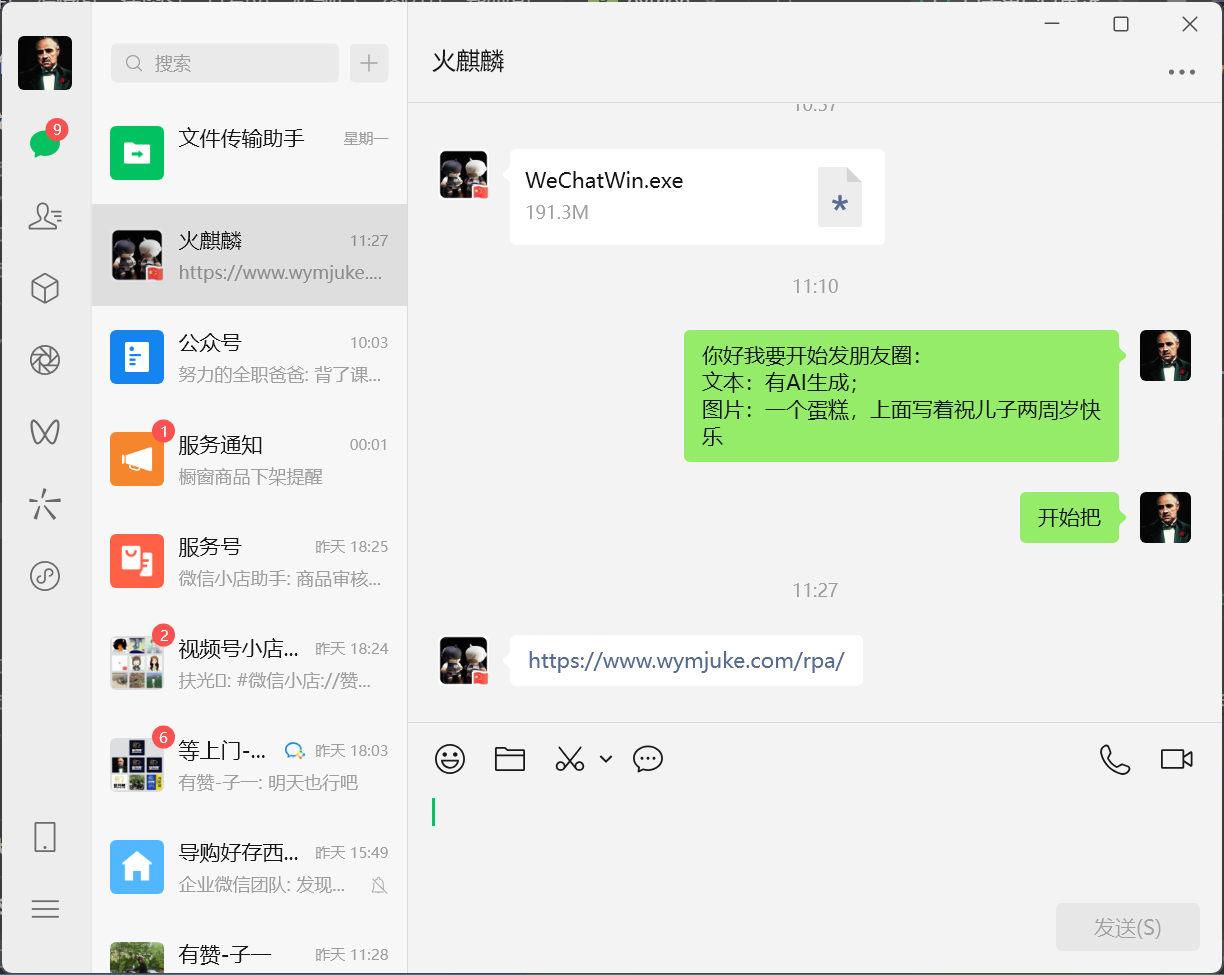 搜索
9
文件传输助手
星期一
火麒麟
11:27
https://www.wymjuke....
公众号
10:03
努力的全职爸爸: 背了课...
1
服务通知
00:01
橱窗商品下架提醒
服务号
昨天 18:25
微信小店助手: 商品审核...
2
视频号小店...
昨天 18:24
扶光: #微信小店://赞...
6
等上门-...
昨天 18:03
有赞-子一: 明天也行吧
导购好存西...
昨天 15:49
企业微信团队: 发现...
有赞-子一
昨天 11:28
火麒麟
10:37
WeChatWin.exe
191.3M
11:10
你好我要开始发朋友圈：
文本：有AI生成；
图片：一个蛋糕，上面写着祝儿子两周岁快
乐
开始把
11:27
https://www.wymjuke.com/rpa/
发送(S)